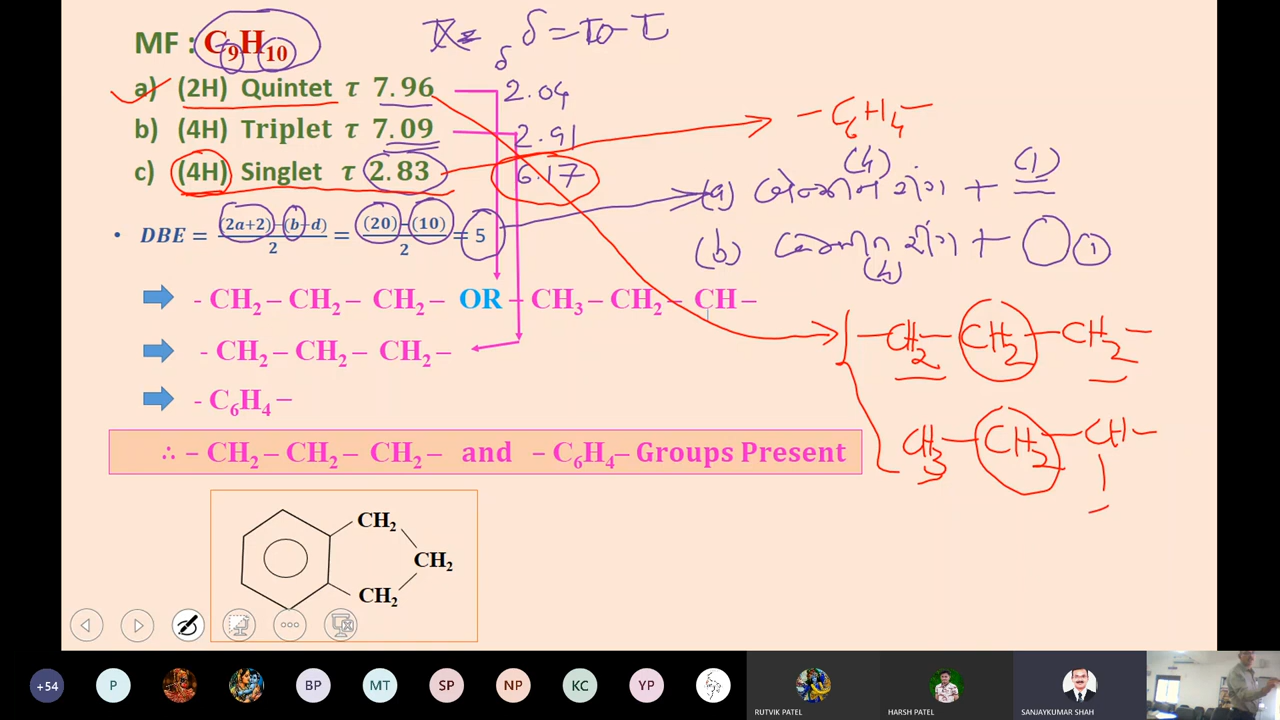 MF : C₉H₁₀
δ = 10 - τ
a) (2H) Quintet τ 7.96
2.04
b) (4H) Triplet τ 7.09
2.91
c) (4H) Singlet τ 2.83
6.17
- C₆H₄ -
(4)
(a) બેન્ઝીન રીંગ + (1)
• DBE = (2a+2)−(b−d) / 2 = (20)−(10) / 2 = 5
(b) રીંગ + 1
(4)
- CH₂ – CH₂ – CH₂ – OR – CH₃ – CH₂ – CH –
- CH₂ – CH₂ – CH₂ –
- CH₂ – CH₂ – CH₂ –
- C₆H₄ –
CH₃ – CH₂ – CH –
∴ – CH₂ – CH₂ – CH₂ – and – C₆H₄– Groups Present
CH₂
CH₂
CH₂
+54
P
BP
MT
SP
NP
KC
YP
RUTVIK PATEL
HARSH PATEL
SANJAYKUMAR SHAH